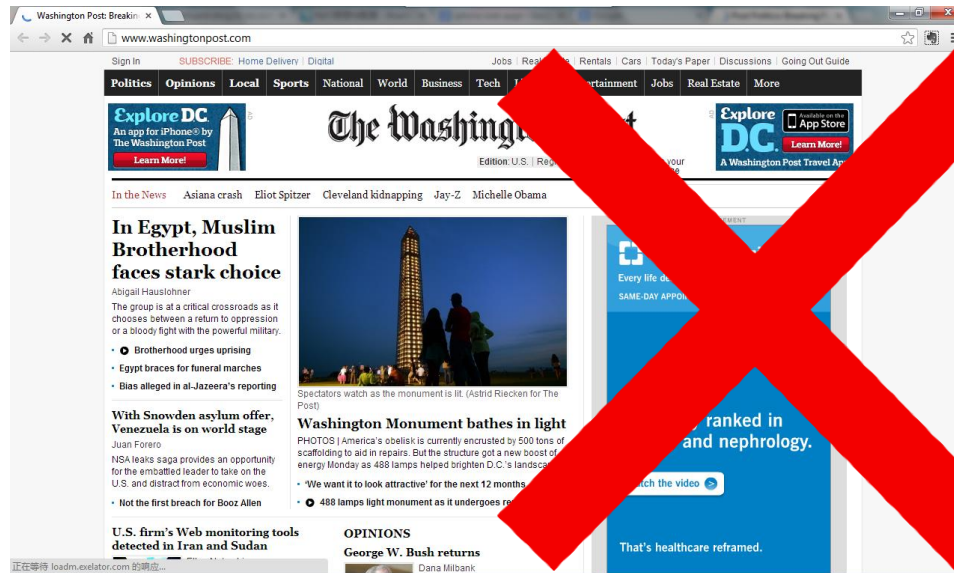 Washington Post: Breakin
www.washingtonpost.com
Sign In SUBSCRIBE: Home Delivery | Digital Jobs | Rentals | Cars | Today's Paper | Discussions | Going Out Guide
Politics Opinions Local Sports National World Business Tech Jobs Real Estate More
Explore DC
An app for iPhone® by
The Washington Post
Learn More!
The Washing
Edition: U.S. |
Explore
D.C.
Available on the
App Store
Learn More!
A Washington Post Travel
In the News Asiana crash Eliot Spitzer Cleveland kidnapping Jay-Z Michelle Obama
In Egypt, Muslim
Brotherhood
faces stark choice
Abigail Hauslohner
The group is at a critical crossroads as it
chooses between a return to oppression
or a bloody fight with the powerful military.
Brotherhood urges uprising
Egypt braces for funeral marches
Bias alleged in al-Jazeera's reporting
With Snowden asylum offer,
Venezuela is on world stage
Juan Forero
NSA leaks saga provides an opportunity
for the embattled leader to take on the
U.S. and distract from economic woes.
Not the first breach for Booz Allen
U.S. firm's Web monitoring tools
detected in Iran and Sudan
Spectators watch as the monument is lit. (Astrid Riecken for The
Post)
Washington Monument bathes in light
PHOTOS | America's obelisk is currently encrusted by 500 tons of
scaffolding to aid in repairs. But the structure got a new boost of
energy Monday as 488 lamps helped brighten D.C.'s
'We want it to look attractive' for the next 12 months
488 lamps light monument as it undergoes
OPINIONS
George W. Bush returns
Dana Milbank
Every life
SAME-DAY
ranked in
and nephrology.
the video
That's healthcare reframed.
正在等待 loadm.exelator.com 的响应...